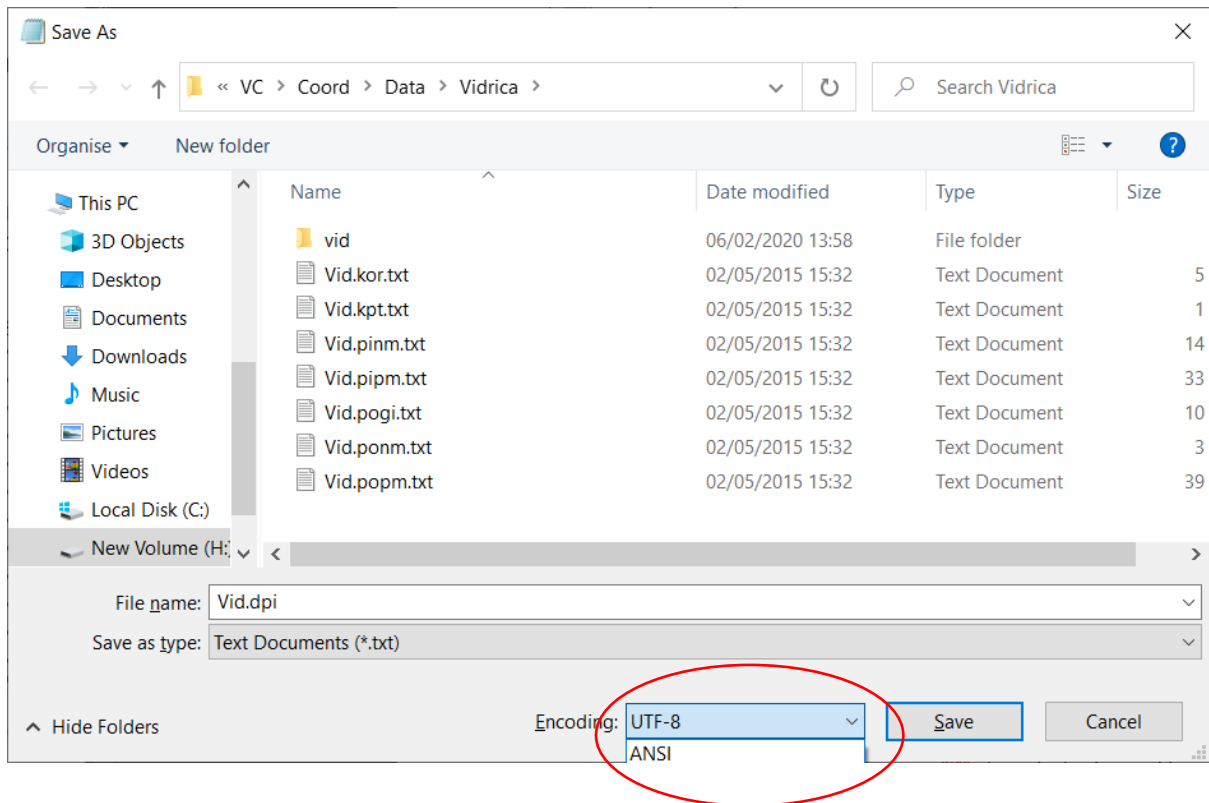 Save As
« VC > Coord > Data > Vidrica >
Search Vidrica
Organise New folder
?
Name Date modified Type Size
This PC
3D Objects
Desktop
Documents
Downloads
Music
Pictures
Videos
Local Disk (C:)
New Volume (H:)
vid 06/02/2020 13:58 File folder
Vid.kor.txt 02/05/2015 15:32 Text Document 5
Vid.kpt.txt 02/05/2015 15:32 Text Document 1
Vid.pinm.txt 02/05/2015 15:32 Text Document 14
Vid.pipm.txt 02/05/2015 15:32 Text Document 33
Vid.pogi.txt 02/05/2015 15:32 Text Document 10
Vid.ponm.txt 02/05/2015 15:32 Text Document 3
Vid.popm.txt 02/05/2015 15:32 Text Document 39
File name: Vid.dpi
Save as type: Text Documents (*.txt)
Hide Folders
Encoding: UTF-8
Save Cancel
ANSI